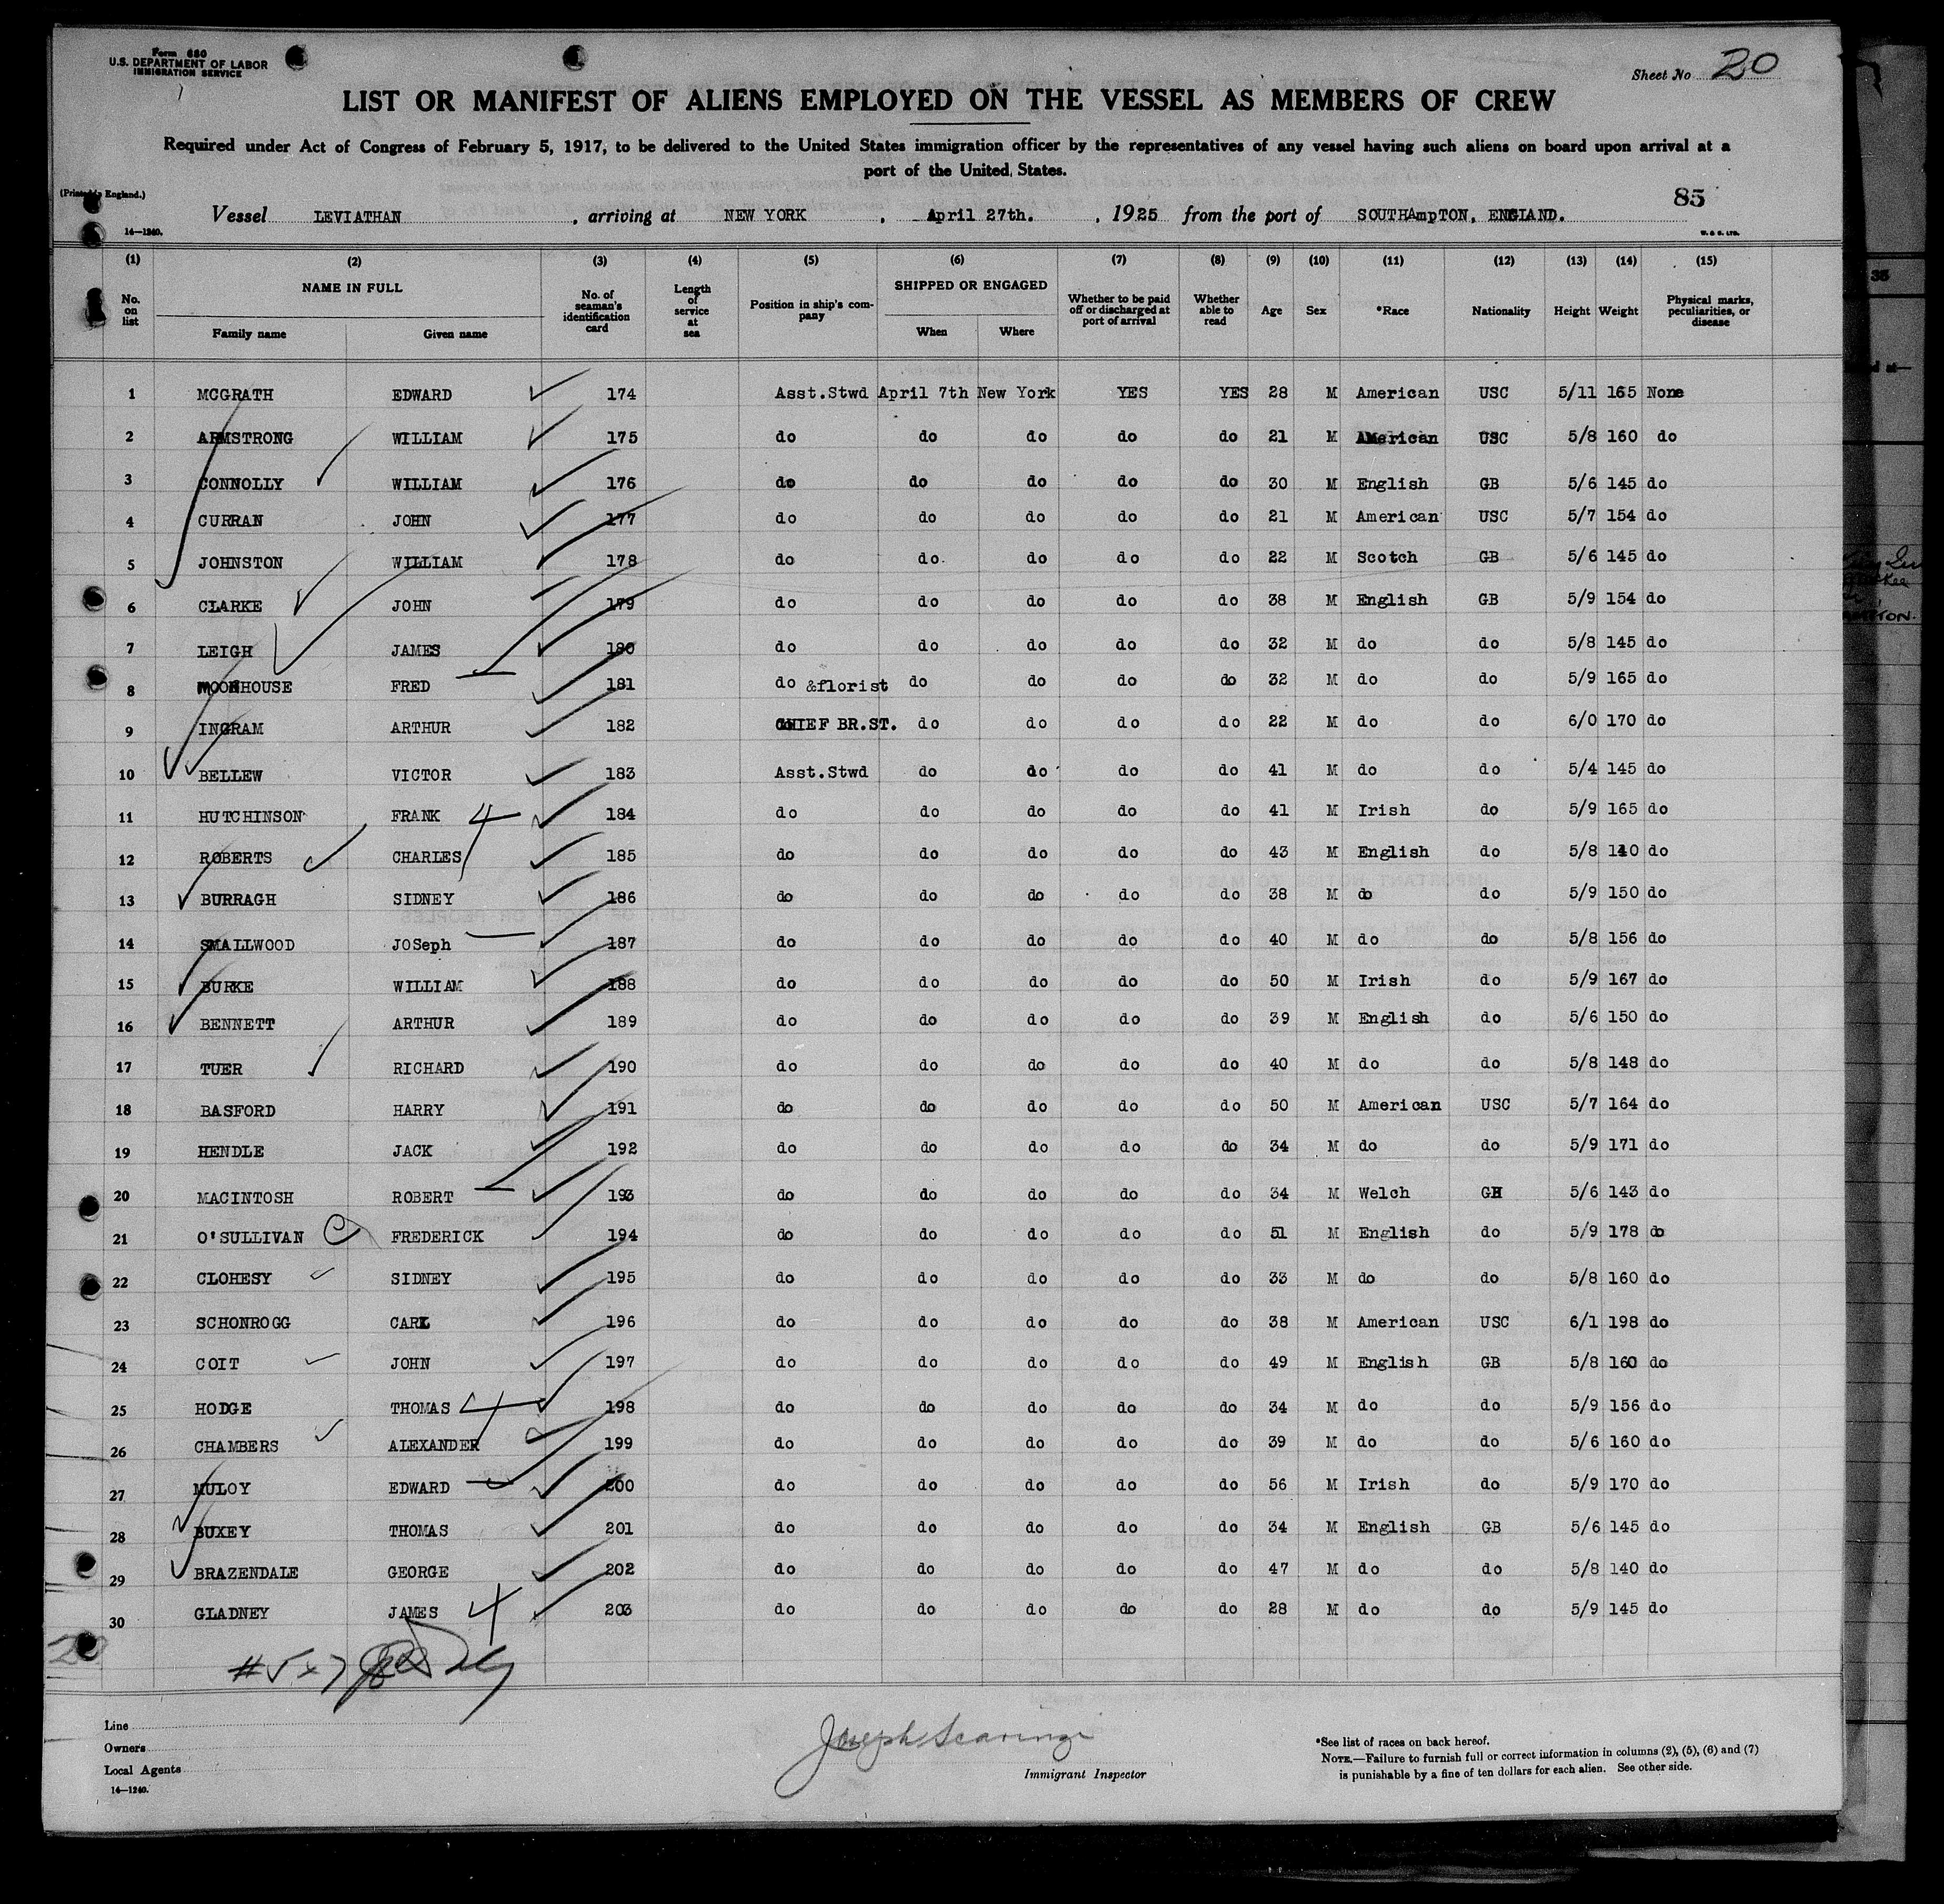 Form 680
U.S. DEPARTMENT OF LABOR
IMMIGRATION SERVICE
Sheet No 20
LIST OR MANIFEST OF ALIENS EMPLOYED ON THE VESSEL AS MEMBERS OF CREW
Required under Act of Congress of February 5, 1917, to be delivered to the United States immigration officer by the representatives of any vessel having such aliens on board upon arrival at a
port of the United States.
(Printed in England.)
85
Vessel LEVIATHAN, arriving at NEW YORK, April 27th., 1925 from the port of SOUTHAmpTON, ENGLAND.
14—1240.
W. & S. LTD.
(1) (2) (3) (4) (5) (6) (7) (8) (9) (10) (11) (12) (13) (14) (15)
No. on list NAME IN FULL Family name Given name No. of seaman's identification card Length of service at sea Position in ship's company SHIPPED OR ENGAGED When Where Whether to be paid off or discharged at port of arrival Whether able to read Age Sex *Race Nationality Height Weight Physical marks, peculiarities, or disease
1 MCGRATH EDWARD 174 Asst.Stwd April 7th New York YES YES 28 M American USC 5/11 165 None
2 ARMSTRONG WILLIAM 175 do do do do do 21 M American USC 5/8 160 do
3 CONNOLLY WILLIAM 176 do do do do do 30 M English GB 5/6 145 do
4 CURRAN JOHN 177 do do do do do 21 M American USC 5/7 154 do
5 JOHNSTON WILLIAM 178 do do. do do do 22 M Scotch GB 5/6 145 do
6 CLARKE JOHN 179 do do do do do 38 M English GB 5/9 154 do
7 LEIGH JAMES 180 do do do do do 32 M do do 5/8 145 do
8 MOORHOUSE FRED 181 do &florist do do do do 32 M do do 5/9 165 do
9 INGRAM ARTHUR 182 CHIEF BR.ST. do do do do 22 M do do 6/0 170 do
10 BELLEW VICTOR 183 Asst.Stwd do do do do 41 M do do 5/4 145 do
11 HUTCHINSON FRANK 4 184 do do do do do 41 M Irish do 5/9 165 do
12 ROBERTS CHARLES 185 do do do do do 43 M English do 5/8 140 do
13 BURRAGH SIDNEY 186 do do do do do 38 M do do 5/9 150 do
14 SMALLWOOD JOSeph 187 do do do do do 40 M do do 5/8 156 do
15 BURKE WILLIAM 188 do do do do do 50 M Irish do 5/9 167 do
16 BENNETT ARTHUR 189 do do do do do 39 M English do 5/6 150 do
17 TUER RICHARD 190 do do do do do 40 M do do 5/8 148 do
18 BASFORD HARRY 191 do do do do do 50 M American USC 5/7 164 do
19 HENDLE JACK 192 do do do do do 34 M do do 5/9 171 do
20 MACINTOSH ROBERT 193 do do do do do 34 M Welch GB 5/6 143 do
21 O'SULLIVAN FREDERICK 194 do do do do do 51 M English do 5/9 178 do
22 CLOHESY SIDNEY 195 do do do do do 33 M do do 5/8 160 do
23 SCHONROGG CARL 196 do do do do do 38 M American USC 6/1 198 do
24 COIT JOHN 197 do do do do do 49 M English GB 5/8 160 do
25 HODGE THOMAS 4 198 do do do do do 34 M do do 5/9 156 do
26 CHAMBERS ALEXANDER 199 do do do do do 39 M do do 5/6 160 do
27 MULOY EDWARD 200 do do do do do 56 M Irish do 5/9 170 do
28 BUXEY THOMAS 201 do do do do do 34 M English GB 5/6 145 do
29 BRAZENDALE GEORGE 202 do do do do do 47 M do do 5/8 140 do
30 GLADNEY JAMES 4 203 do do do do do 28 M do do 5/9 145 do
Line
Owners
Local Agents
14—1240.
Joseph Scaringi
Immigrant Inspector
*See list of races on back hereof.
NOTE.—Failure to furnish full or correct information in columns (2), (5), (6) and (7)
is punishable by a fine of ten dollars for each alien. See other side.